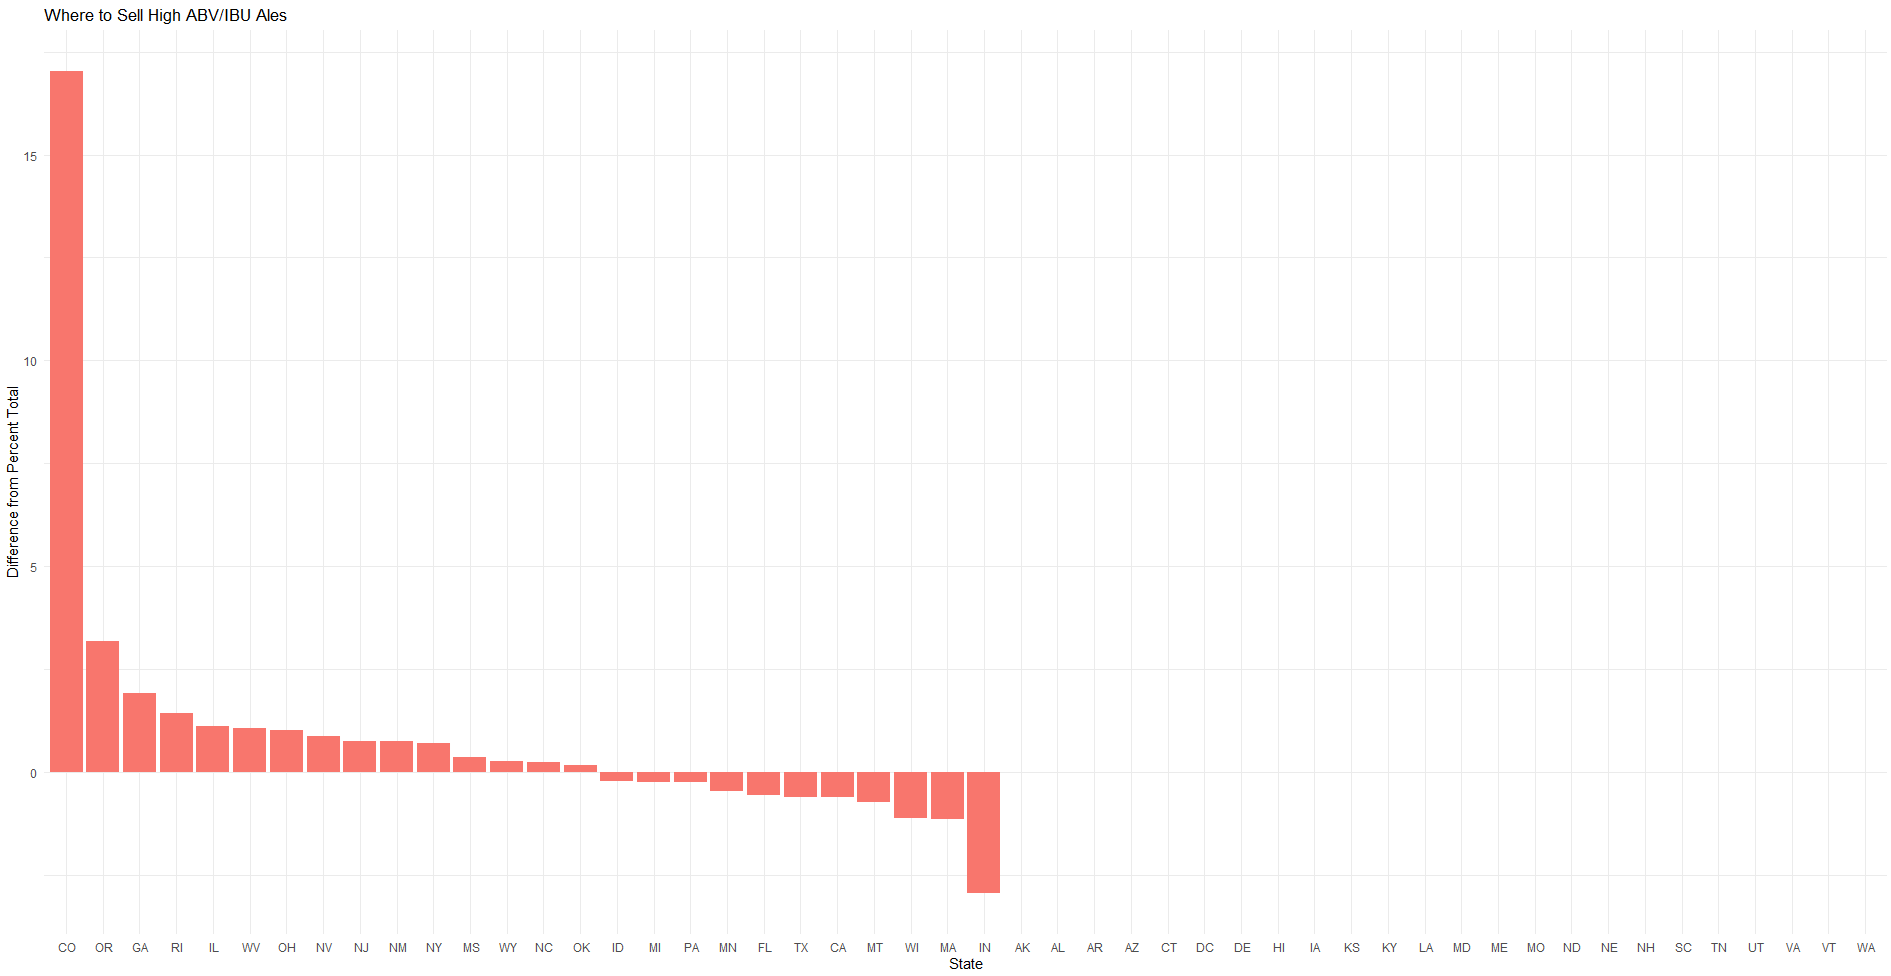 Where to Sell High ABV/IBU Ales
Difference from Percent Total
15
10
5
0
CO OR GA RI IL WV OH NV NJ NM NY MS WY NC OK ID MI PA MN FL TX CA MT WI MA IN AK AL AR AZ CT DC DE HI IA KS KY LA MD ME MO ND NE NH SC TN UT VA VT WA
State